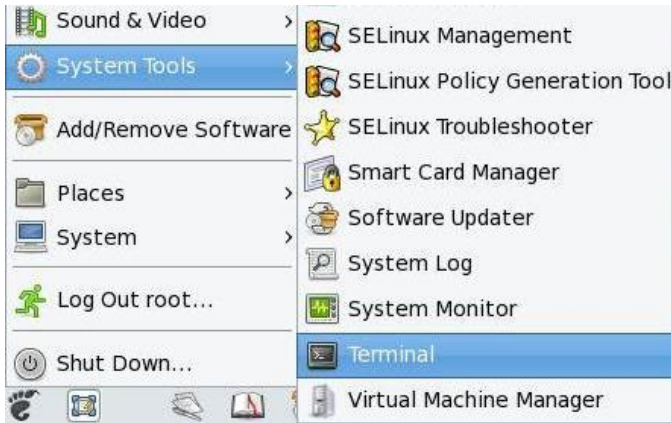 Sound & Video
System Tools
Add/Remove Software
Places
System
Log Out root...
Shut Down...
SELinux Management
SELinux Policy Generation Tool
SELinux Troubleshooter
Smart Card Manager
Software Updater
System Log
System Monitor
Terminal
Virtual Machine Manager